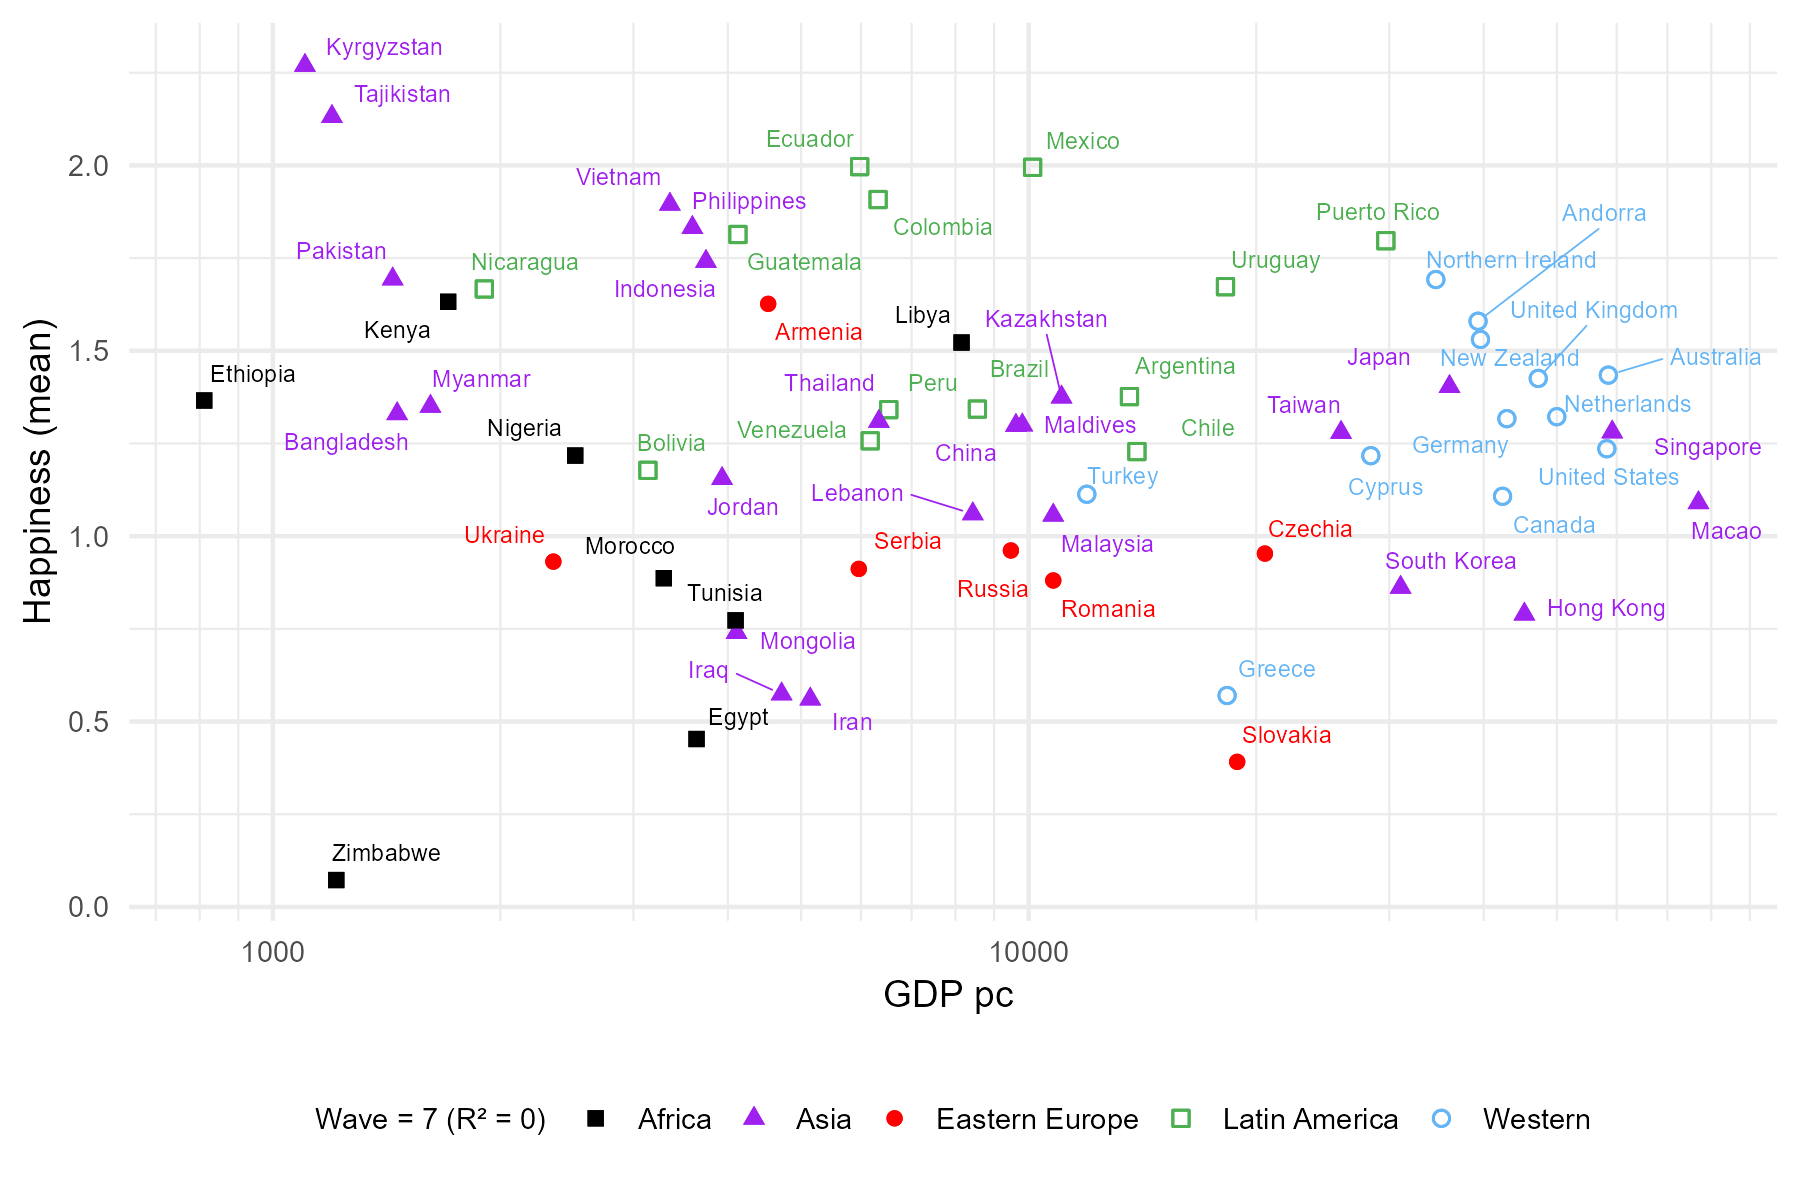 Kyrgyzstan
Tajikistan
Ecuador
Mexico
2.0
Vietnam
Philippines
Colombia
Puerto Rico
Andorra
Pakistan
Nicaragua
Guatemala
Uruguay
Northern Ireland
Indonesia
Kenya
Armenia
Libya
Kazakhstan
United Kingdom
1.5
Ethiopia
Myanmar
Thailand
Peru
Brazil
Argentina
Japan
New Zealand
Australia
Bangladesh
Nigeria
Bolivia
Venezuela
China
Maldives
Chile
Taiwan
Netherlands
Germany
Singapore
Jordan
Lebanon
Turkey
Cyprus
United States
Happiness (mean)
1.0
Ukraine
Morocco
Serbia
Malaysia
Czechia
Canada
Macao
Tunisia
Russia
Romania
South Korea
Hong Kong
Mongolia
Iraq
Greece
0.5
Egypt
Iran
Slovakia
Zimbabwe
0.0
1000
10000
GDP pc
Wave = 7 (R² = 0) Africa Asia Eastern Europe Latin America Western